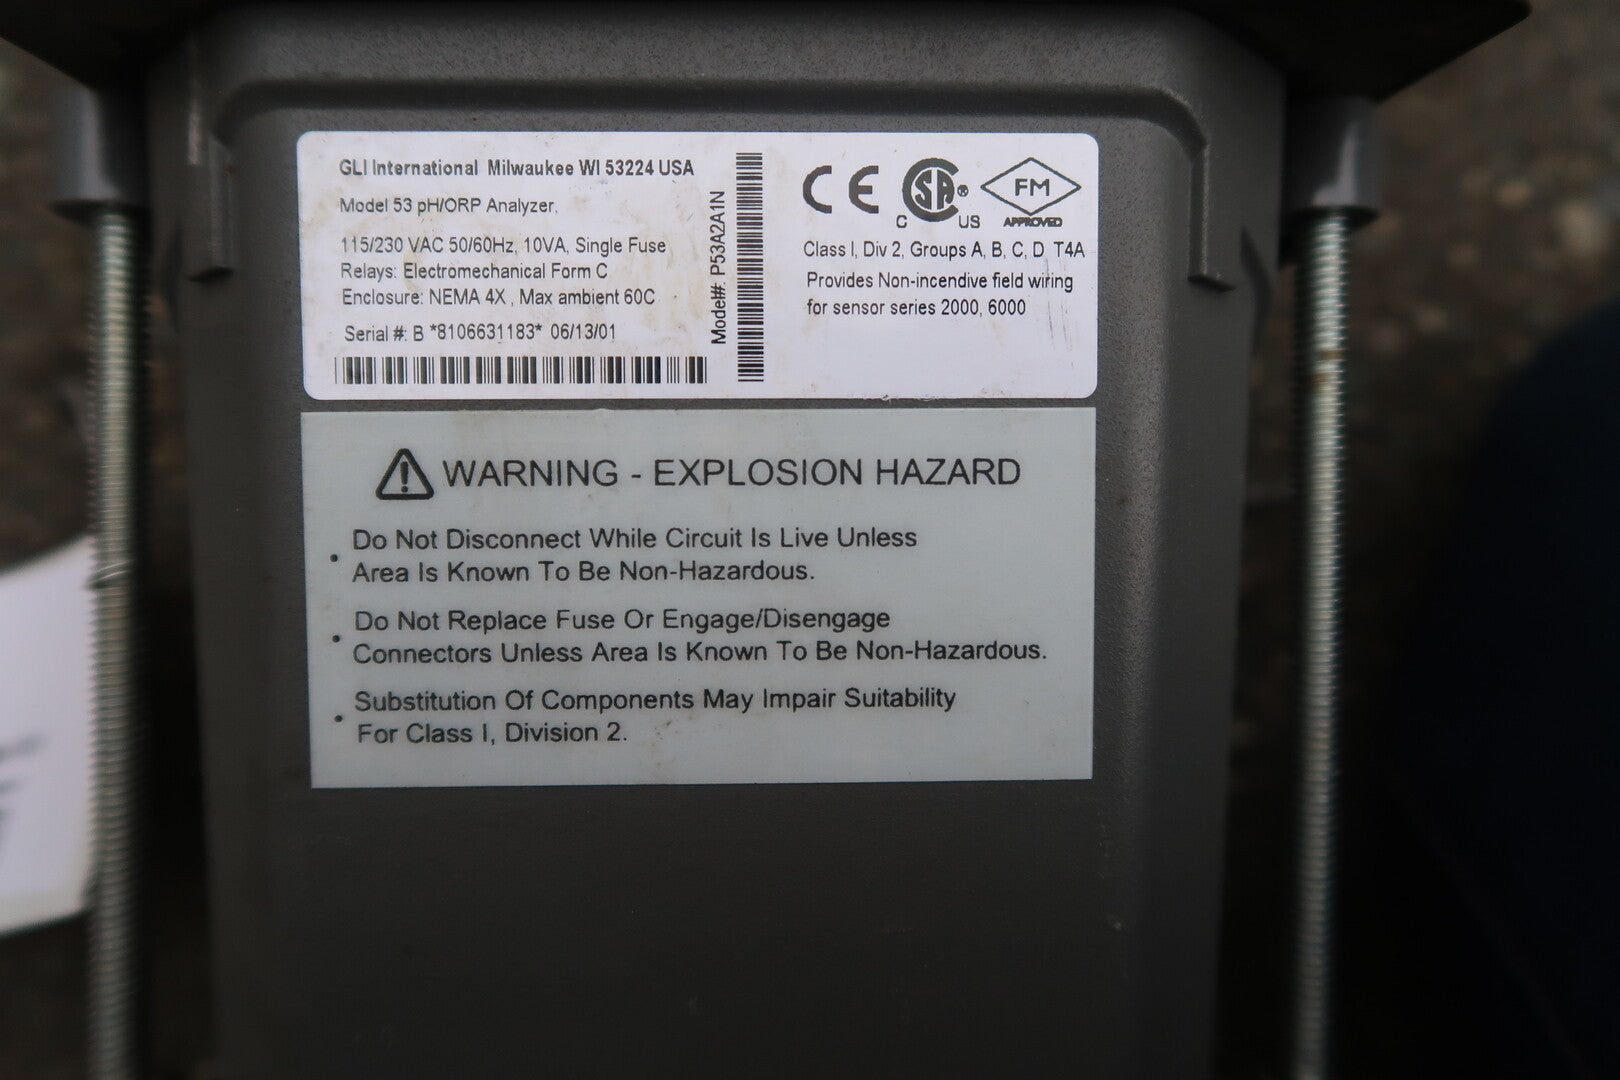 GLI International Milwaukee WI 53224 USA
Model 53 pH/ORP Analyzer,
115/230 VAC 50/60Hz, 10VA, Single Fuse
Relays: Electromechanical Form C
Enclosure: NEMA 4X , Max ambient 60C
Serial #: B *8106631183* 06/13/01
Model#: P53A2A1N
CE
C SA® US
FM
APPROVED
Class I, Div 2, Groups A, B, C, D T4A
Provides Non-incendive field wiring
for sensor series 2000, 6000
WARNING - EXPLOSION HAZARD
• Do Not Disconnect While Circuit Is Live Unless
Area Is Known To Be Non-Hazardous.
• Do Not Replace Fuse Or Engage/Disengage
Connectors Unless Area Is Known To Be Non-Hazardous.
• Substitution Of Components May Impair Suitability
For Class I, Division 2.